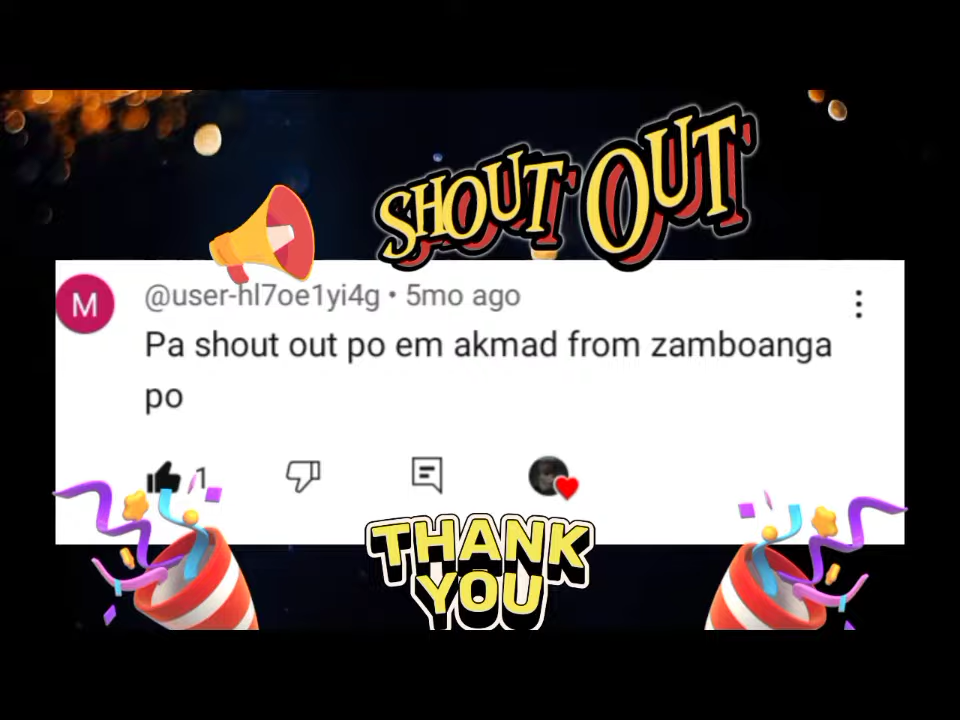 SHOUT OUT
M
@user-hl7oe1yi4g • 5mo ago
Pa shout out po em akmad from zamboanga
po
1
THANK
YOU